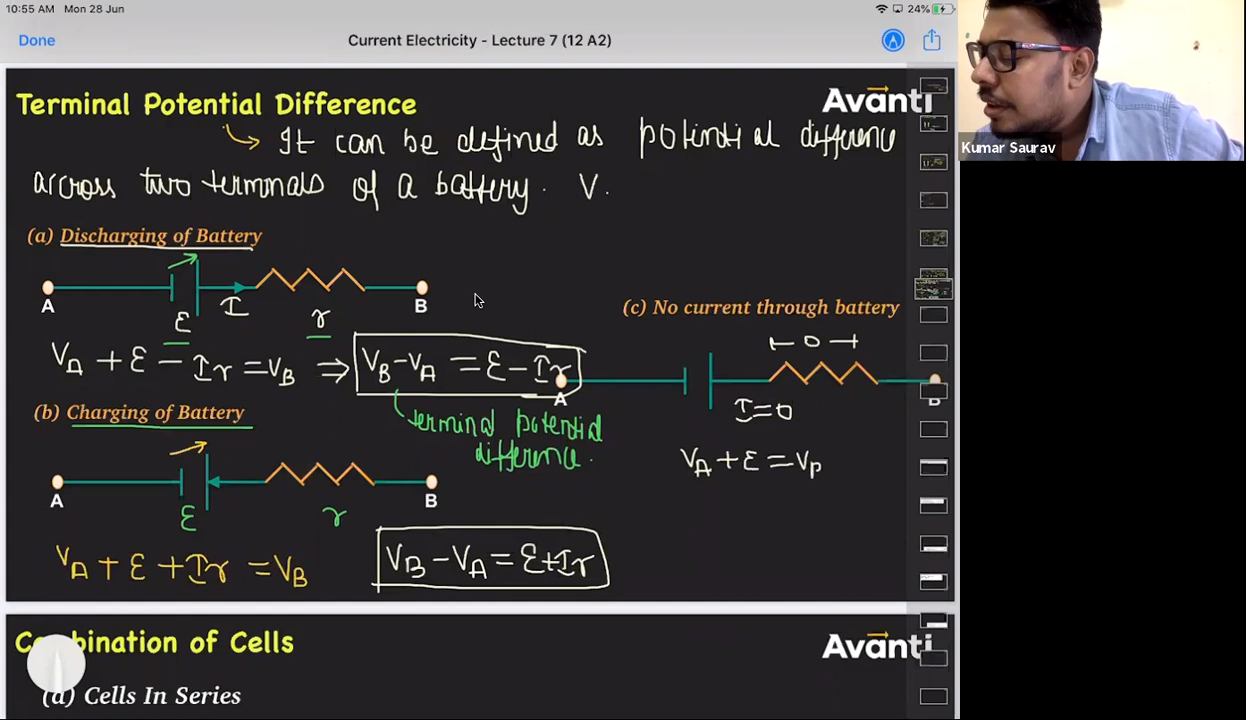 10:55 AM Mon 28 Jun
24%
Done
Current Electricity - Lecture 7 (12 A2)
Terminal Potential Difference
Avanti
Kumar Saurav
It can be defined as potential difference
across two terminals of a battery. V.
(a) Discharging of Battery
A
ε
I
r
B
(c) No current through battery
VA + ε - Ir = VB ⇒ VB - VA = ε - Ir
0
A
B
I = 0
(b) Charging of Battery
terminal potential
difference.
VA + ε = VB
A
ε
r
B
VA + ε + Ir = VB
VB - VA = ε + Ir
Combination of Cells
Avanti
(a) Cells In Series